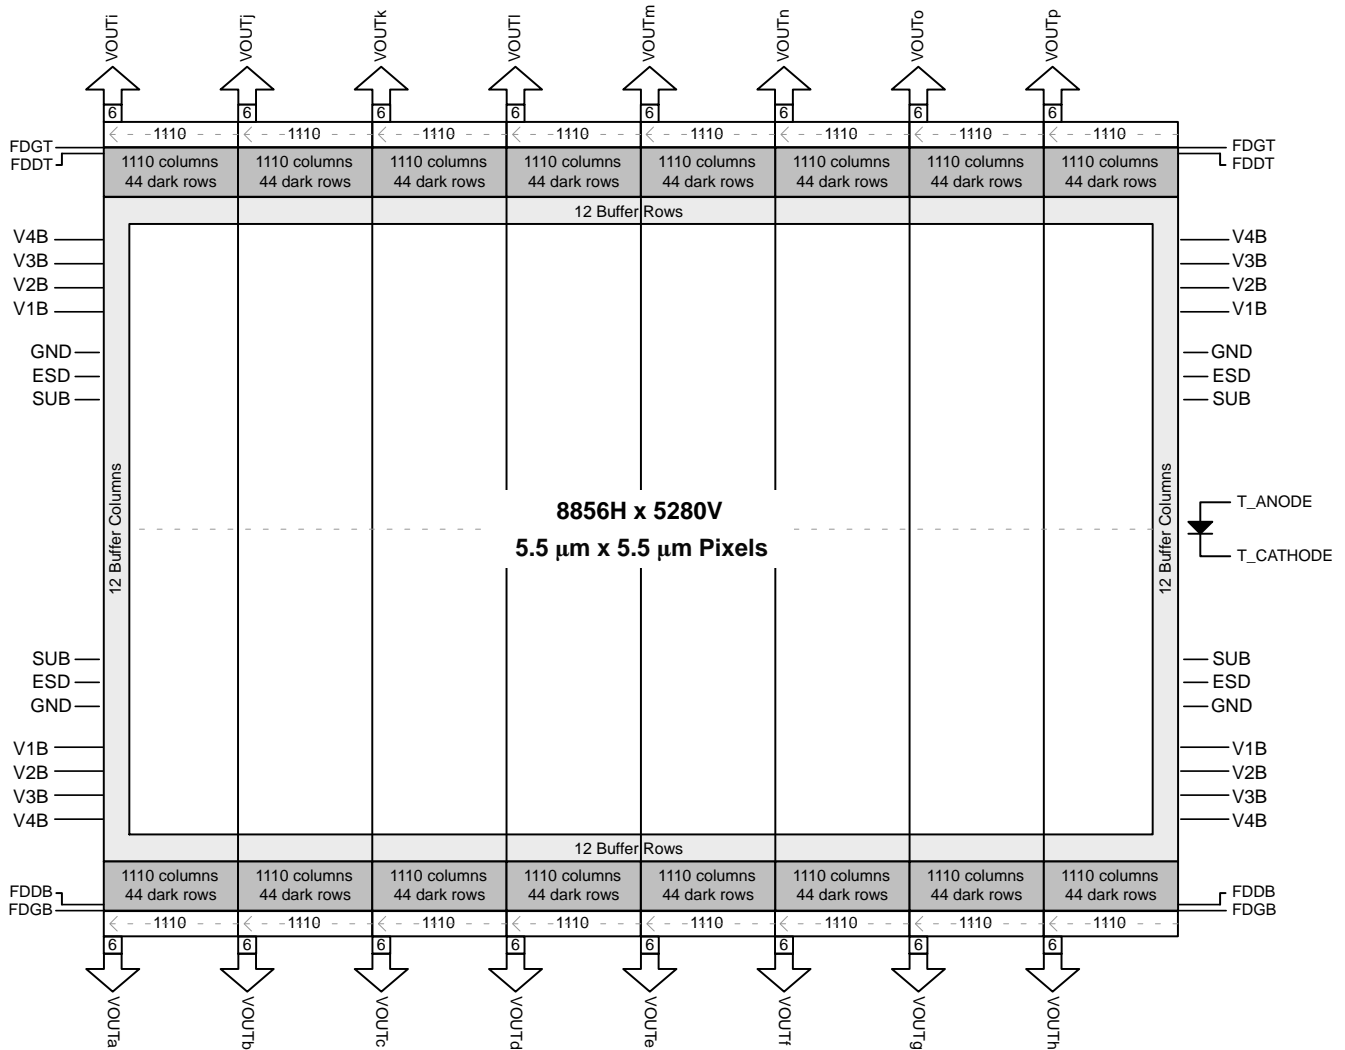 VOUTi VOUTj VOUTk VOUTl VOUTm VOUTn VOUTo VOUTp
6 6 6 6 6 6 6 6
1110 1110 1110 1110 1110 1110 1110 1110
FDGT FDGT
FDDT FDDT
1110 columns 1110 columns 1110 columns 1110 columns 1110 columns 1110 columns 1110 columns 1110 columns
44 dark rows 44 dark rows 44 dark rows 44 dark rows 44 dark rows 44 dark rows 44 dark rows 44 dark rows
12 Buffer Rows
V4B V4B
V3B V3B
V2B V2B
V1B V1B
GND GND
ESD ESD
SUB SUB
12 Buffer Columns
12 Buffer Columns
8856H x 5280V
5.5 μm x 5.5 μm Pixels
T_ANODE
T_CATHODE
SUB SUB
ESD ESD
GND GND
V1B V1B
V2B V2B
V3B V3B
V4B V4B
12 Buffer Rows
1110 columns 1110 columns 1110 columns 1110 columns 1110 columns 1110 columns 1110 columns 1110 columns
44 dark rows 44 dark rows 44 dark rows 44 dark rows 44 dark rows 44 dark rows 44 dark rows 44 dark rows
FDDB FDDB
FDGB FDGB
1110 1110 1110 1110 1110 1110 1110 1110
6 6 6 6 6 6 6 6
VOUTa VOUTb VOUTc VOUTd VOUTe VOUTf VOUTg VOUTh